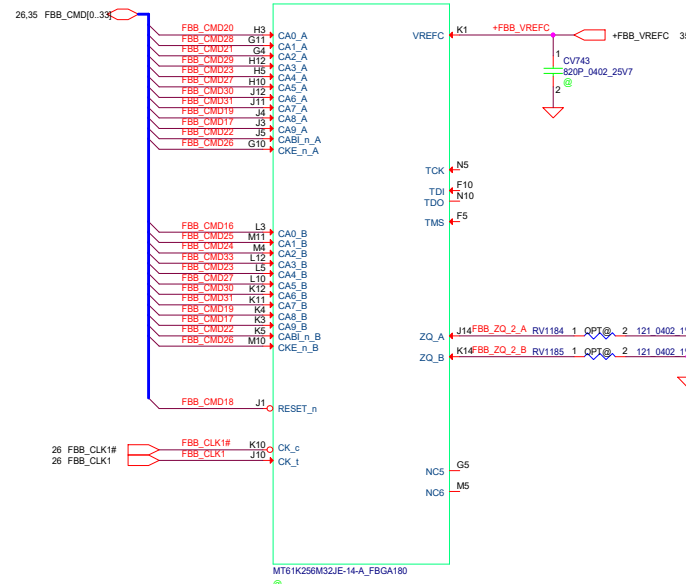 26,35 FBB_CMD[0..33]
FBB_CMD20 H3 CA0_A
FBB_CMD28 G11 CA1_A
FBB_CMD21 G4 CA2_A
FBB_CMD29 H12 CA3_A
FBB_CMD23 H5 CA4_A
FBB_CMD27 H10 CA5_A
FBB_CMD30 J12 CA6_A
FBB_CMD31 J11 CA7_A
FBB_CMD19 J4 CA8_A
FBB_CMD17 J3 CA9_A
FBB_CMD22 J5 CABI_n_A
FBB_CMD26 G10 CKE_n_A
VREFC K1 +FBB_VREFC +FBB_VREFC 35
1 CV743
820P_0402_25V7
2 @
TCK N5
TDI F10
TDO N10
TMS F5
FBB_CMD16 L3 CA0_B
FBB_CMD25 M11 CA1_B
FBB_CMD24 M4 CA2_B
FBB_CMD33 L12 CA3_B
FBB_CMD23 L5 CA4_B
FBB_CMD27 L10 CA5_B
FBB_CMD30 K12 CA6_B
FBB_CMD31 K11 CA7_B
FBB_CMD19 K4 CA8_B
FBB_CMD17 K3 CA9_B
FBB_CMD22 K5 CABI_n_B
FBB_CMD26 M10 CKE_n_B
ZQ_A J14 FBB_ZQ_2_A RV1184 1 OPT@ 2 121_0402_1
ZQ_B K14 FBB_ZQ_2_B RV1185 1 OPT@ 2 121_0402_1
FBB_CMD18 J1 RESET_n
26 FBB_CLK1# FBB_CLK1# K10 CK_c
26 FBB_CLK1 FBB_CLK1 J10 CK_t
NC5 G5
NC6 M5
MT61K256M32JE-14-A_FBGA180
@